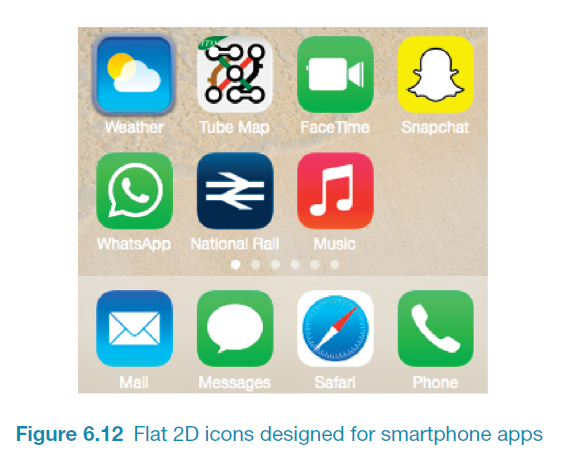 Weather Tube Map FaceTime Snapchat
WhatsApp National Rail Music
Mail Messages Safari Phone
Figure 6.12 Flat 2D icons designed for smartphone apps